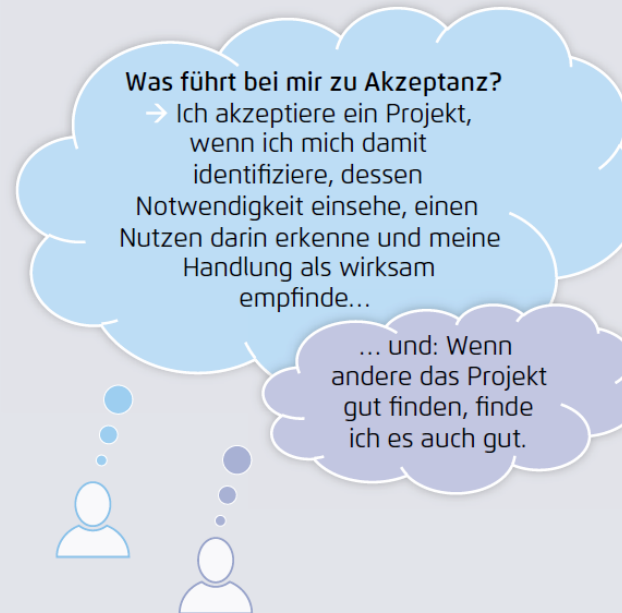 Was führt bei mir zu Akzeptanz?
→ Ich akzeptiere ein Projekt,
wenn ich mich damit
identifiziere, dessen
Notwendigkeit einsehe, einen
Nutzen darin erkenne und meine
Handlung als wirksam
empfinde…
… und: Wenn
andere das Projekt
gut finden, finde
ich es auch gut.